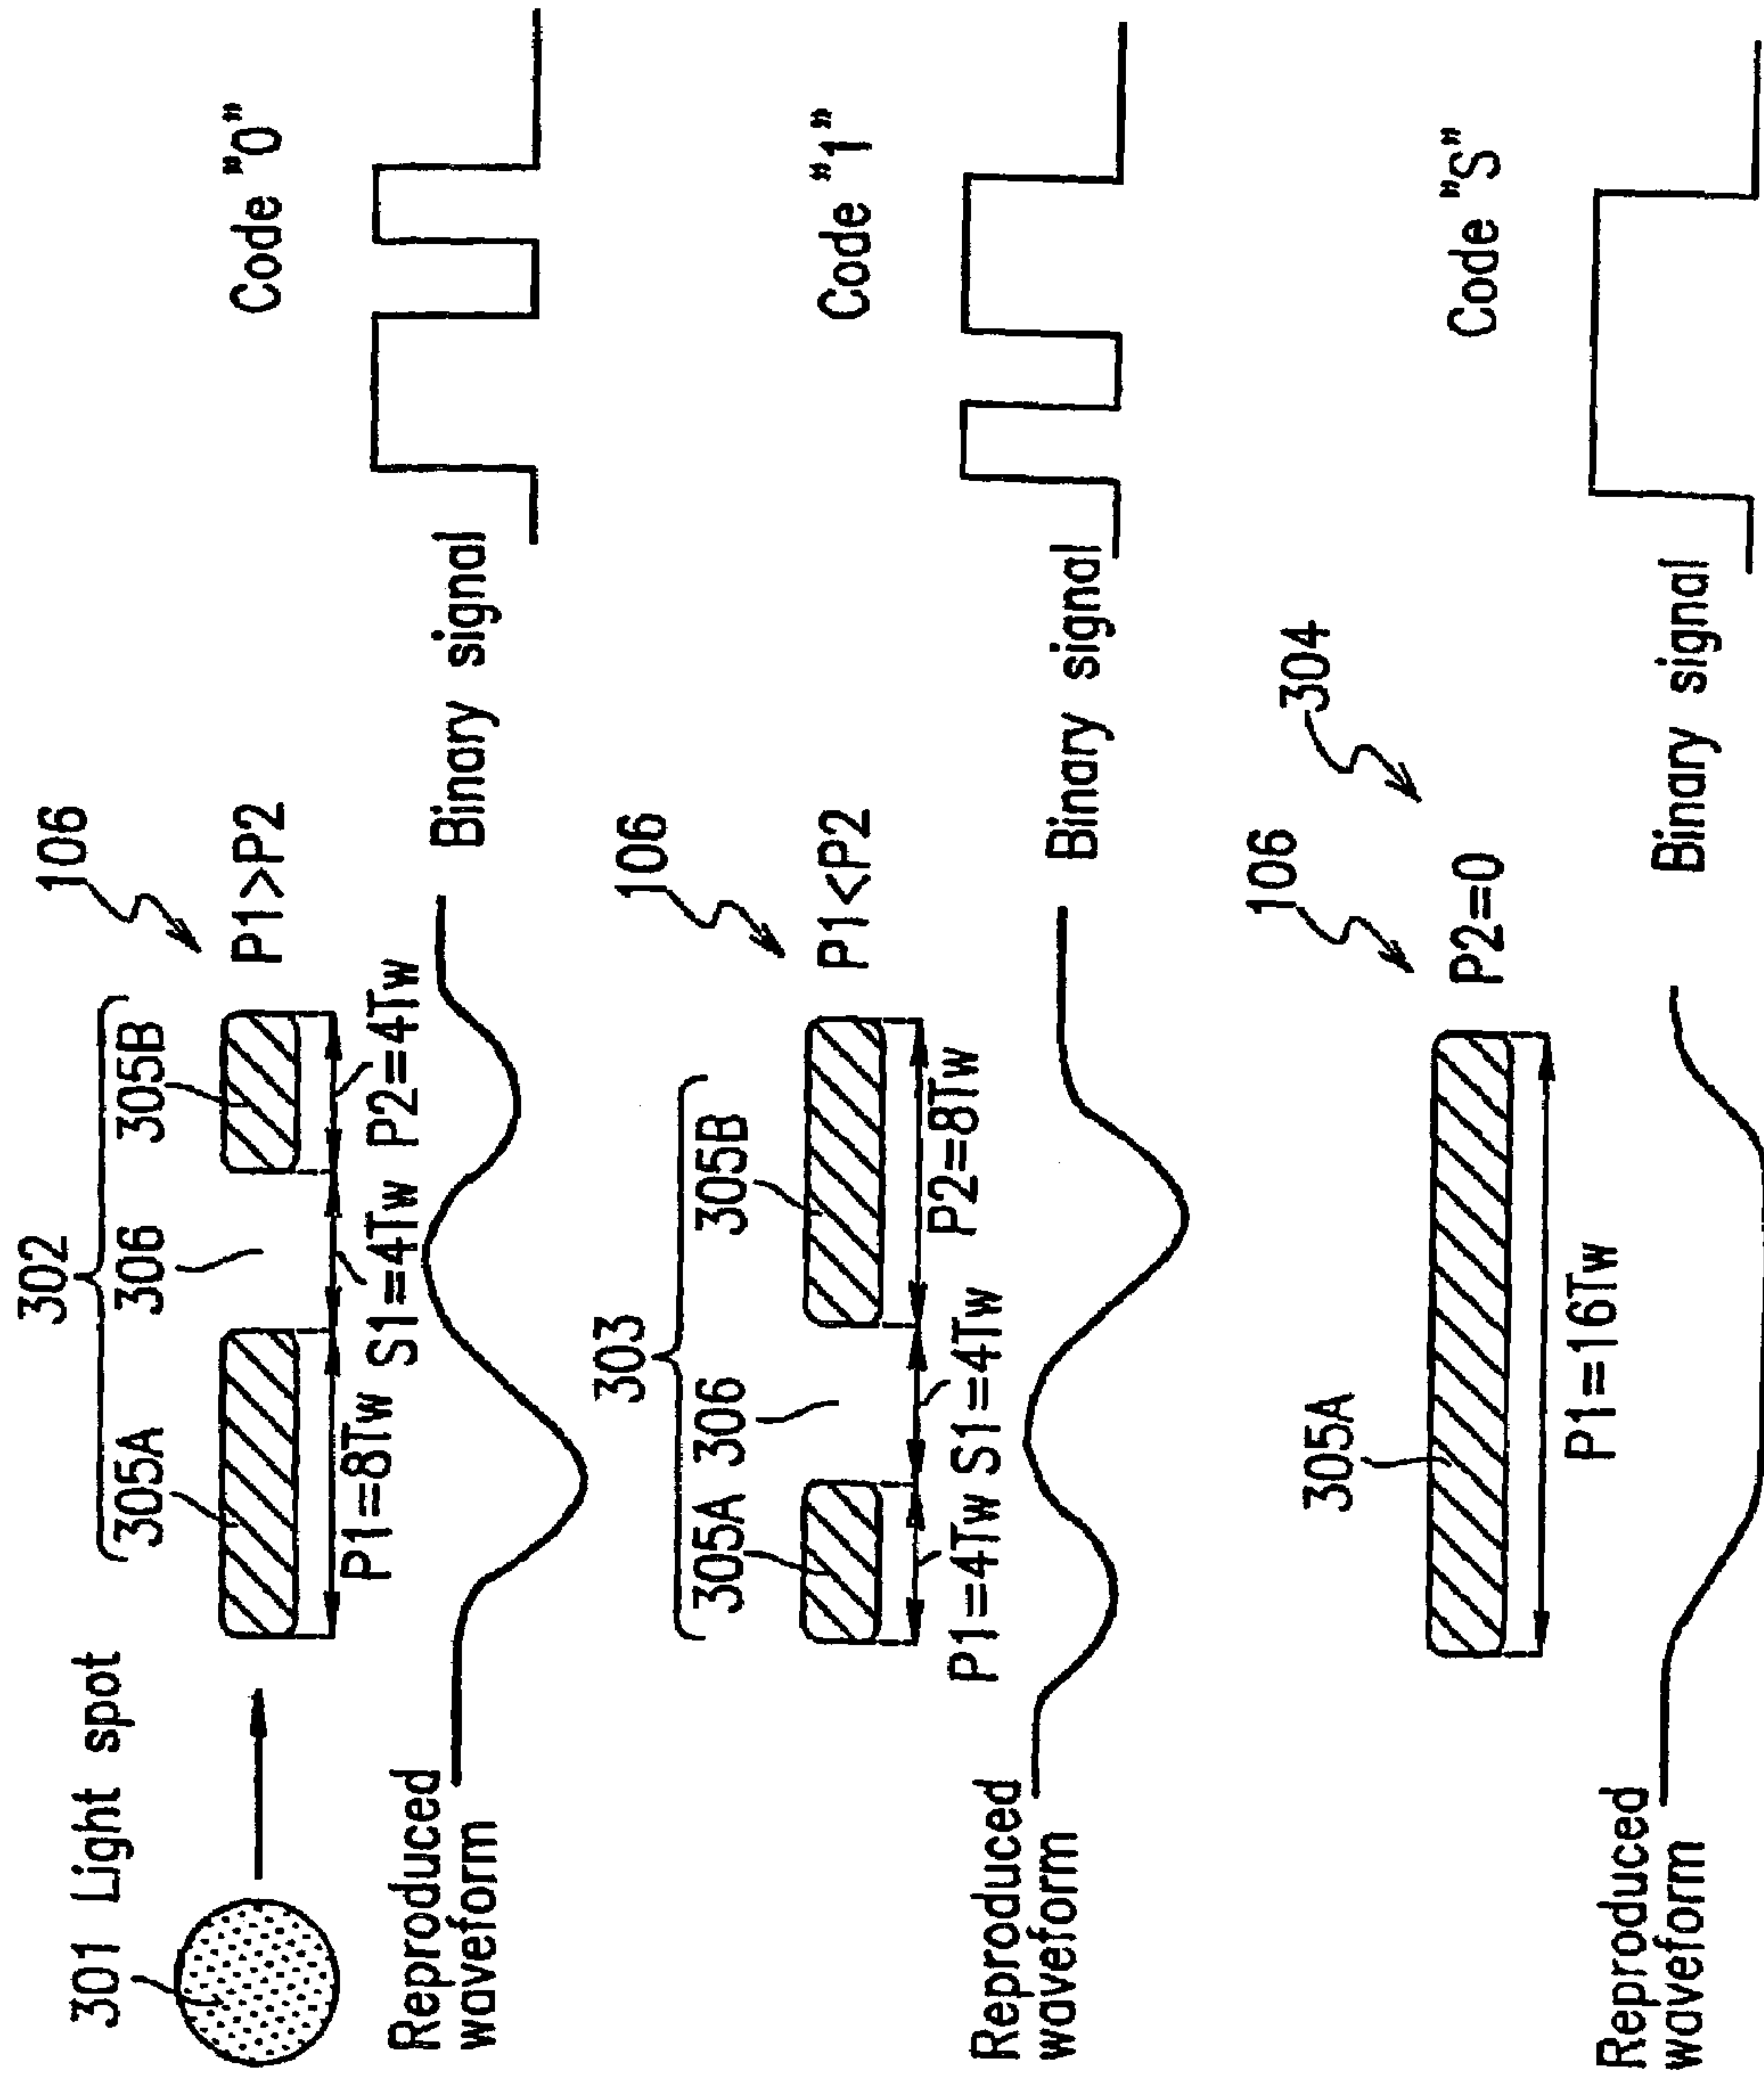 302
301 Light spot
305A
306
305B
106
P1>P2
Code "0"
P1=8Tw
S1=4Tw
P2=4Tw
Reproduced
waveform
Binary signal
303
305A
306
305B
106
P1<P2
Code "1"
P1=4Tw
S1=4Tw
P2=8Tw
Reproduced
waveform
Binary signal
304
305A
106
P2=0
Code "S"
P1=16Tw
Reproduced
waveform
Binary signal